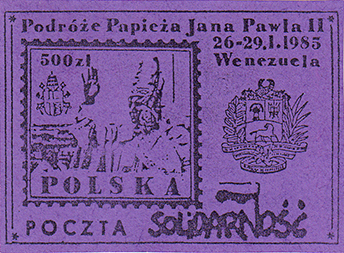 Podróże Papieża Jana Pawła II
26-29.I.1985
Wenezuela
500zł
POLSKA
POCZTA SOLIDARNOŚĆ